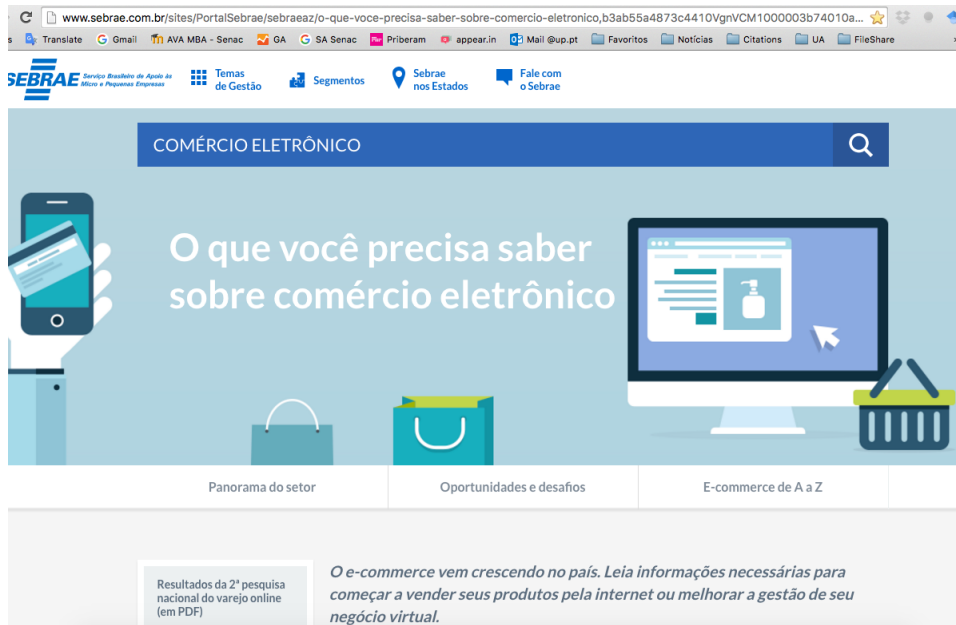 www.sebrae.com.br/sites/PortalSebrae/sebraeaz/o-que-voce-precisa-saber-sobre-comercio-eletronico,b3ab55a4873c4410VgnVCM1000003b74010a...
s Translate Gmail AVA MBA - Senac GA SA Senac Priberam appear.in Mail @up.pt Favoritos Notícias Citations UA FileShare
SEBRAE
Serviço Brasileiro de Apoio às
Micro e Pequenas Empresas
Temas
de Gestão
Segmentos
Sebrae
nos Estados
Fale com
o Sebrae
COMÉRCIO ELETRÔNICO
O que você precisa saber
sobre comércio eletrônico
Panorama do setor
Oportunidades e desafios
E-commerce de A a Z
Resultados da 2ª pesquisa
nacional do varejo online
(em PDF)
O e-commerce vem crescendo no país. Leia informações necessárias para
começar a vender seus produtos pela internet ou melhorar a gestão de seu
negócio virtual.